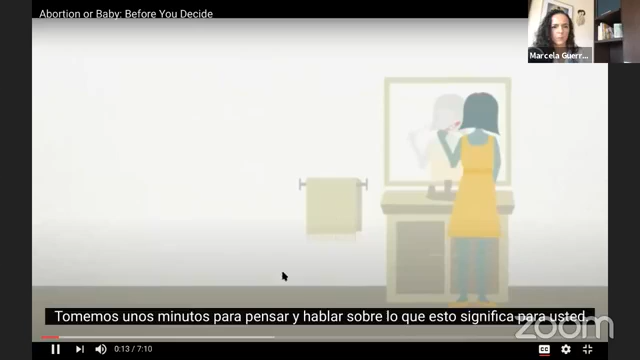 Abortion or Baby: Before You Decide
Marcela Guerr...
Tomemos unos minutos para pensar y hablar sobre lo que esto significa para usted.
zoom
0:13 / 7:10
CC